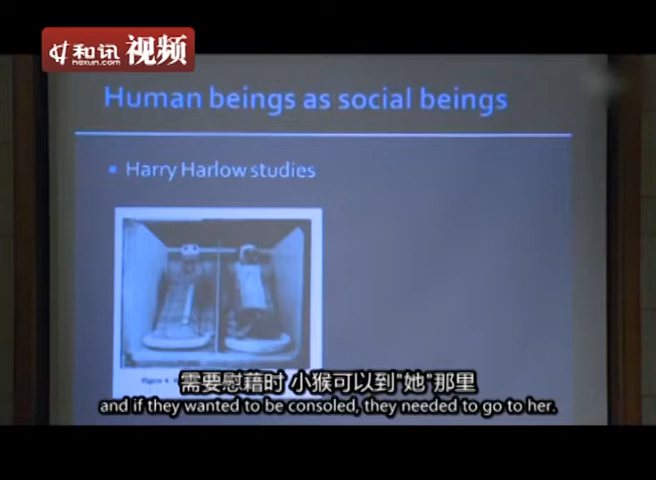 和讯 视频
hexun.com
Human beings as social beings
Harry Harlow studies
需要慰藉时 小猴可以到"她"那里
and if they wanted to be consoled, they needed to go to her.